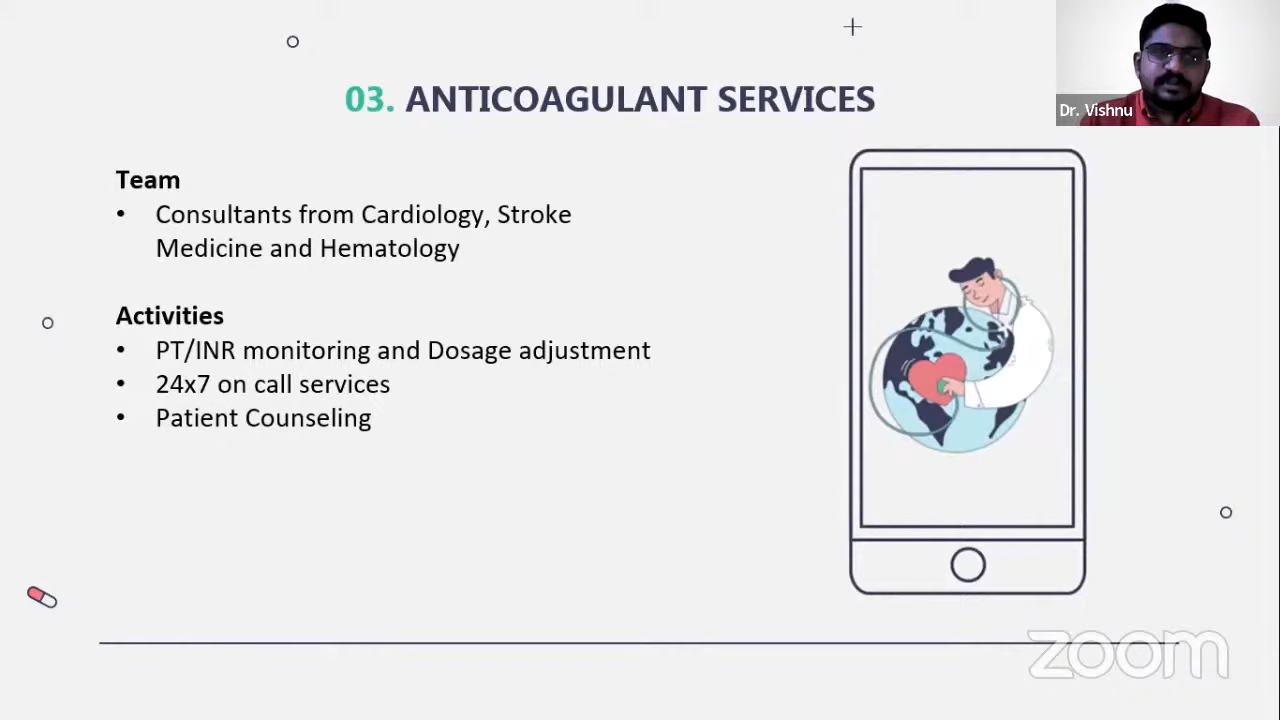 03. ANTICOAGULANT SERVICES
Dr. Vishnu
Team
• Consultants from Cardiology, Stroke
Medicine and Hematology
Activities
• PT/INR monitoring and Dosage adjustment
• 24x7 on call services
• Patient Counseling
zoom